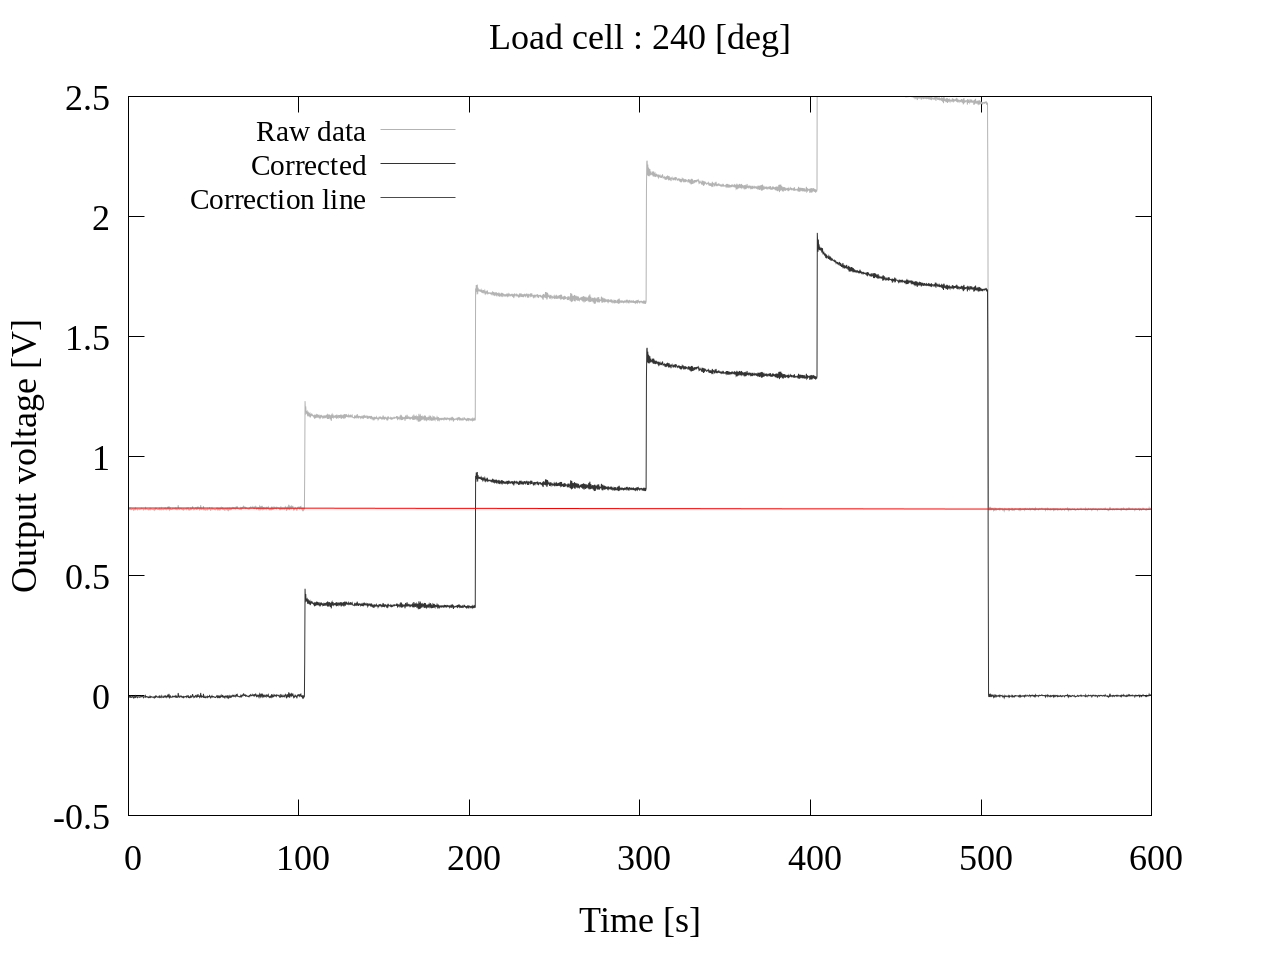 Load cell : 240 [deg]
Raw data
Corrected
Correction line
Output voltage [V]
2.5
2
1.5
1
0.5
0
-0.5
0 100 200 300 400 500 600
Time [s]